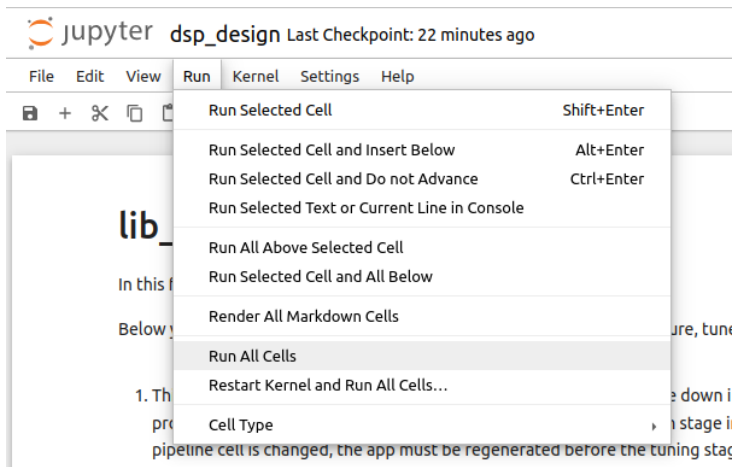 jupyter dsp_design Last Checkpoint: 22 minutes ago
File Edit View Run Kernel Settings Help
Run Selected Cell Shift+Enter
Run Selected Cell and Insert Below Alt+Enter
Run Selected Cell and Do not Advance Ctrl+Enter
Run Selected Text or Current Line in Console
lib_
Run All Above Selected Cell
In this
Run Selected Cell and All Below
Render All Markdown Cells
Below
tune
Run All Cells
Restart Kernel and Run All Cells…
1. Th
down i
Cell Type
pro
stage i
pipeline cell is changed, the app must be regenerated before the tuning stag